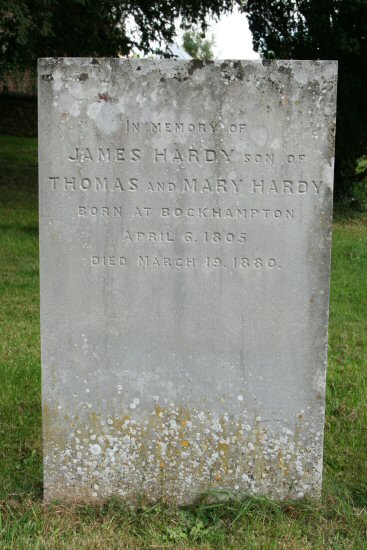 IN MEMORY OF
JAMES HARDY SON OF
THOMAS AND MARY HARDY
BORN AT BOCKHAMPTON
APRIL 6. 1805
DIED MARCH 19. 1880.